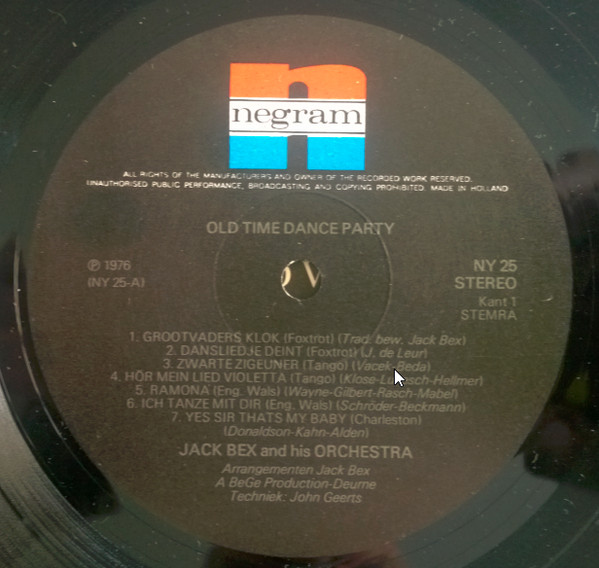 negram
ALL RIGHTS OF THE MANUFACTURERS AND OWNER OF THE RECORDED WORK RESERVED.
UNAUTHORISED PUBLIC PERFORMANCE, BROADCASTING AND COPYING PROHIBITED. MADE IN HOLLAND
OLD TIME DANCE PARTY
℗ 1976
(NY 25-A)
NY 25
STEREO
Kant 1
STEMRA
1. GROOTVADERS KLOK (Foxtrot) (Trad. bew. Jack Bex)
2. DANSLIEDJE DEINT (Foxtrot) (J. de Leur)
3. ZWARTE ZIGEUNER (Tango) (Vacek-Beda)
4. HÖR MEIN LIED VIOLETTA (Tango) (Klose-Lukesch-Hellmer)
5. RAMONA (Eng. Wals) (Wayne-Gilbert-Rasch-Mabel)
6. ICH TANZE MIT DIR (Eng. Wals) (Schröder-Beckmann)
7. YES SIR THATS MY BABY (Charleston)
(Donaldson-Kahn-Alden)
JACK BEX and his ORCHESTRA
Arrangementen Jack Bex
A BeGe Production-Deurne
Techniek: John Geerts